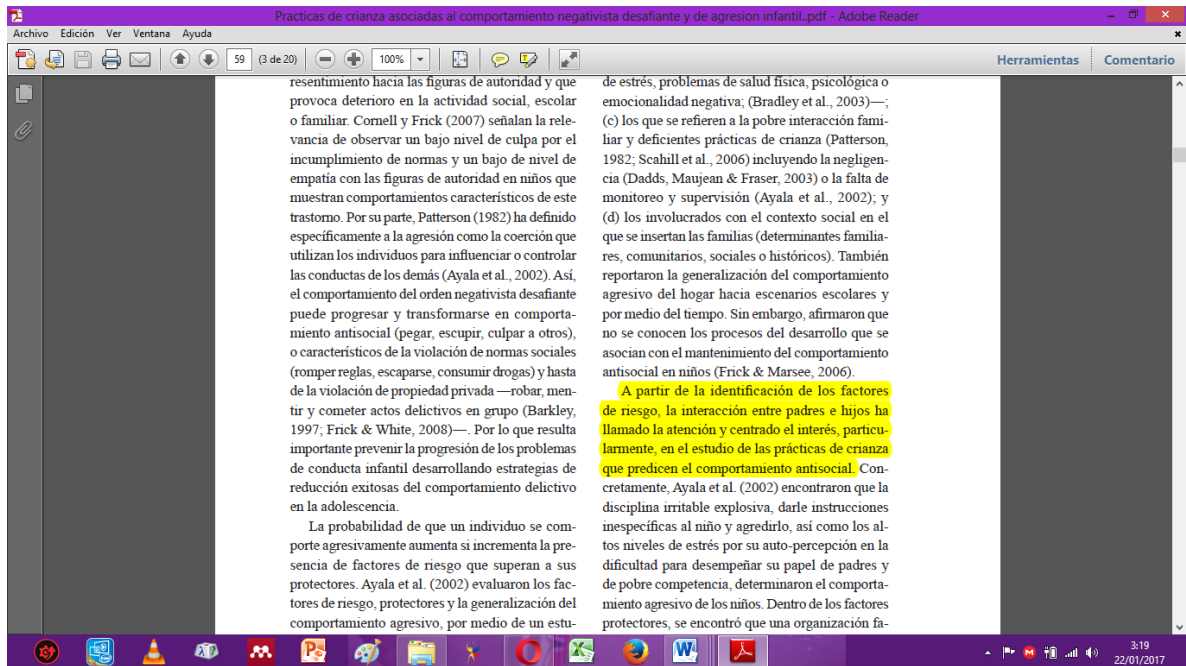 Practicas de crianza asociadas al comportamiento negativista desafiante y de agresion infantil..pdf - Adobe Reader
Archivo Edición Ver Ventana Ayuda
59 (3 de 20) 100% Herramientas Comentario
resentimiento hacia las figuras de autoridad y que
provoca deterioro en la actividad social, escolar
o familiar. Cornell y Frick (2007) señalan la rele-
vancia de observar un bajo nivel de culpa por el
incumplimiento de normas y un bajo de nivel de
empatía con las figuras de autoridad en niños que
muestran comportamientos característicos de este
trastorno. Por su parte, Patterson (1982) ha definido
específicamente a la agresión como la coerción que
utilizan los individuos para influenciar o controlar
las conductas de los demás (Ayala et al., 2002). Así,
el comportamiento del orden negativista desafiante
puede progresar y transformarse en comporta-
miento antisocial (pegar, escupir, culpar a otros),
o característicos de la violación de normas sociales
(romper reglas, escaparse, consumir drogas) y hasta
de la violación de propiedad privada —robar, men-
tir y cometer actos delictivos en grupo (Barkley,
1997; Frick & White, 2008)—. Por lo que resulta
importante prevenir la progresión de los problemas
de conducta infantil desarrollando estrategias de
reducción exitosas del comportamiento delictivo
en la adolescencia.
La probabilidad de que un individuo se com-
porte agresivamente aumenta si incrementa la pre-
sencia de factores de riesgo que superan a sus
protectores. Ayala et al. (2002) evaluaron los fac-
tores de riesgo, protectores y la generalización del
comportamiento agresivo, por medio de un estu-
de estrés, problemas de salud física, psicológica o
emocionalidad negativa; (Bradley et al., 2003)—;
(c) los que se refieren a la pobre interacción fami-
liar y deficientes prácticas de crianza (Patterson,
1982; Scahill et al., 2006) incluyendo la negligen-
cia (Dadds, Maujean & Fraser, 2003) o la falta de
monitoreo y supervisión (Ayala et al., 2002); y
(d) los involucrados con el contexto social en el
que se insertan las familias (determinantes familia-
res, comunitarios, sociales o históricos). También
reportaron la generalización del comportamiento
agresivo del hogar hacia escenarios escolares y
por medio del tiempo. Sin embargo, afirmaron que
no se conocen los procesos del desarrollo que se
asocian con el mantenimiento del comportamiento
antisocial en niños (Frick & Marsee, 2006).
A partir de la identificación de los factores
de riesgo, la interacción entre padres e hijos ha
llamado la atención y centrado el interés, particu-
larmente, en el estudio de las prácticas de crianza
que predicen el comportamiento antisocial. Con-
cretamente, Ayala et al. (2002) encontraron que la
disciplina irritable explosiva, darle instrucciones
inespecíficas al niño y agredirlo, así como los al-
tos niveles de estrés por su auto-percepción en la
dificultad para desempeñar su papel de padres y
de pobre competencia, determinaron el comporta-
miento agresivo de los niños. Dentro de los factores
protectores, se encontró que una organización fa-
3:19
22/01/2017